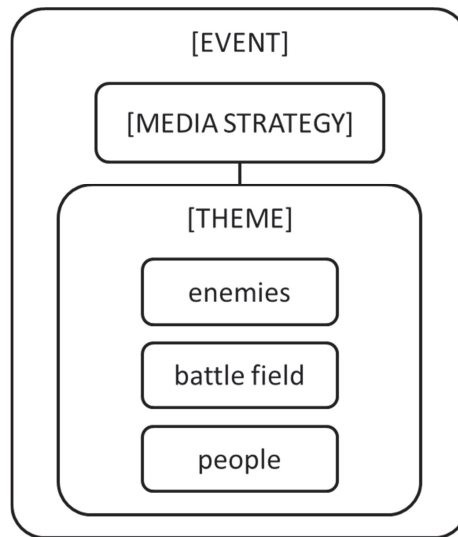 [EVENT]
[MEDIA STRATEGY]
[THEME]
enemies
battle field
people